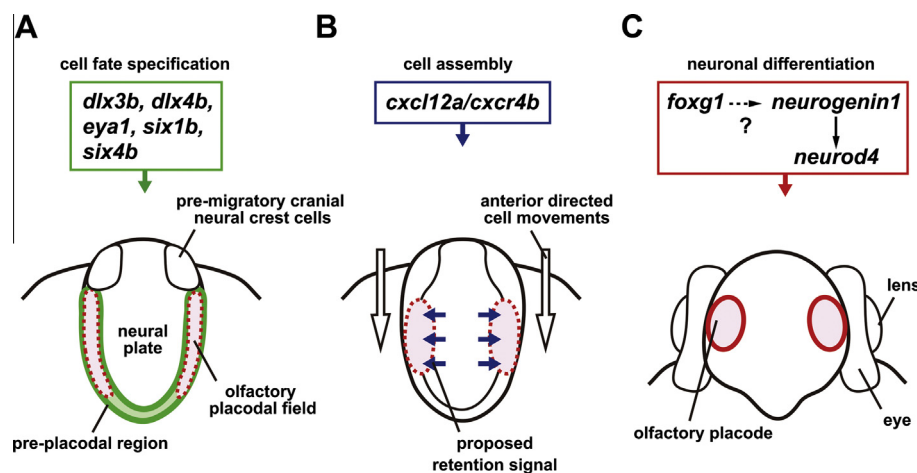 A
cell fate specification
dlx3b, dlx4b,
eya1, six1b,
six4b
pre-migratory cranial
neural crest cells
neural
plate
olfactory
placodal field
pre-placodal region
B
cell assembly
cxcl12a/cxcr4b
anterior directed
cell movements
proposed
retention signal
C
neuronal differentiation
foxg1 neurogenin1
?
neurod4
lens
olfactory placode
eye